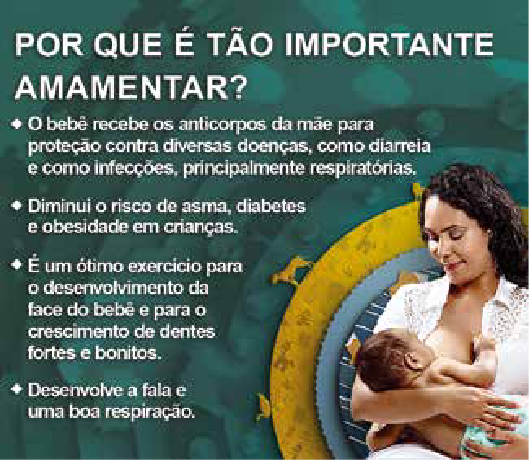 POR QUE É TÃO IMPORTANTE
AMAMENTAR?
O bebê recebe os anticorpos da mãe para
proteção contra diversas doenças, como diarreia
e como infecções, principalmente respiratórias.
Diminui o risco de asma, diabetes
e obesidade em crianças.
É um ótimo exercício para
o desenvolvimento da
face do bebê e para o
crescimento de dentes
fortes e bonitos.
Desenvolve a fala e
uma boa respiração.